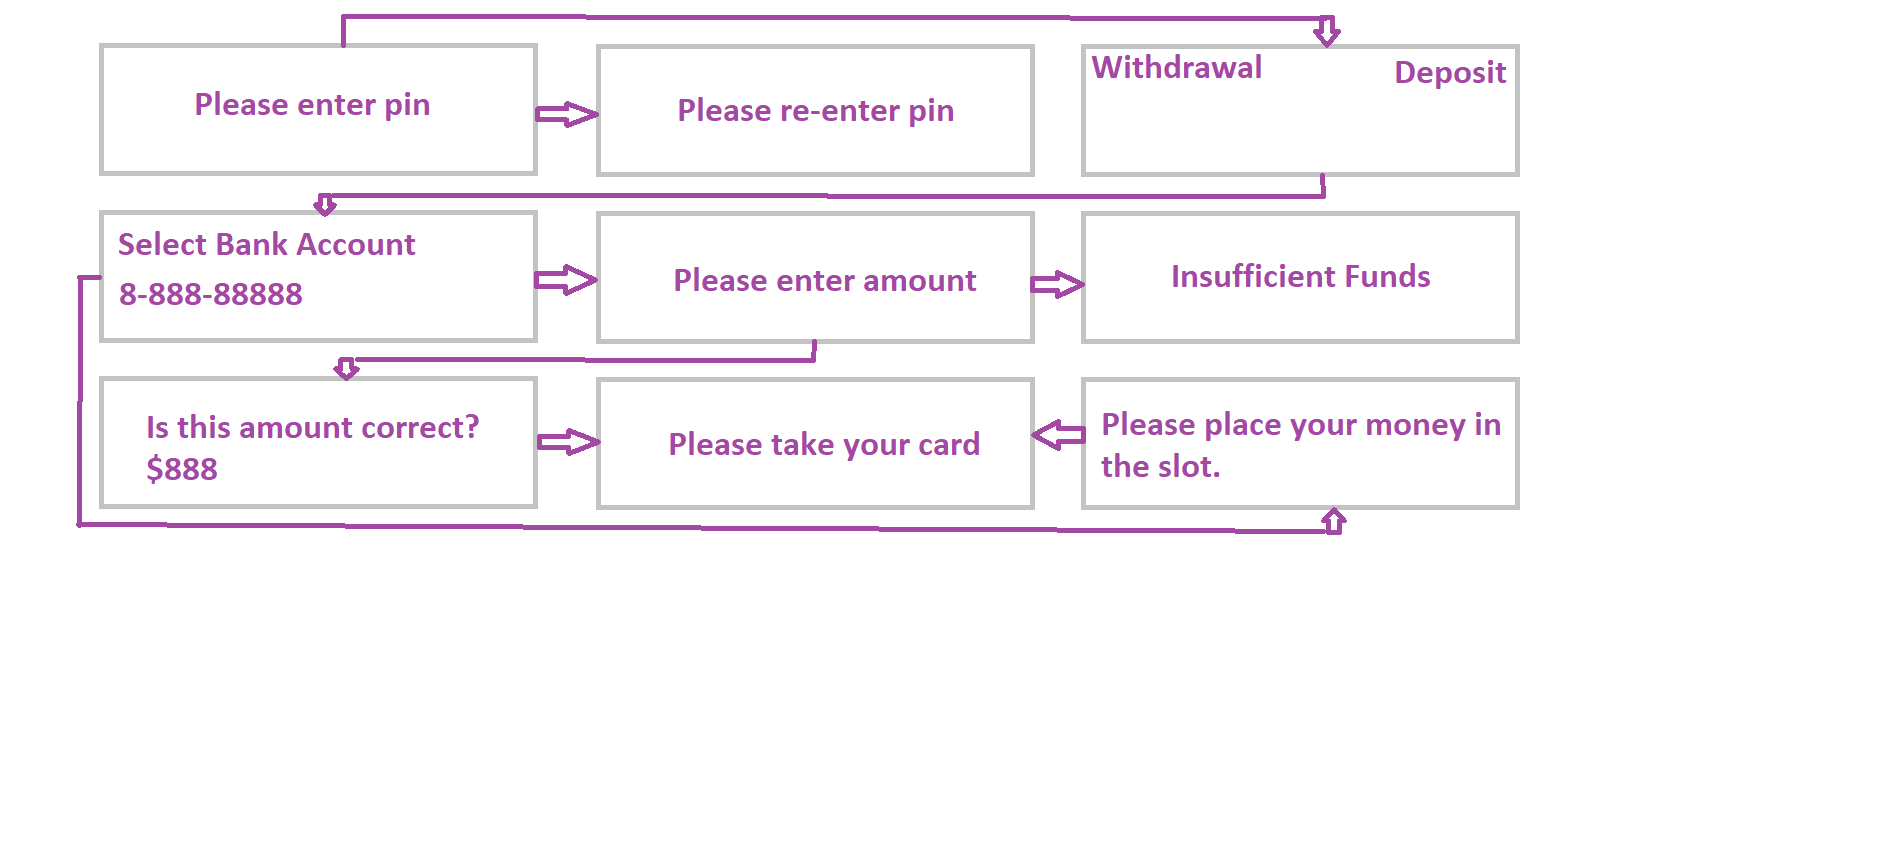 Please enter pin
Please re-enter pin
Withdrawal
Deposit
Select Bank Account
8-888-88888
Please enter amount
Insufficient Funds
Is this amount correct?
$888
Please take your card
Please place your money in
the slot.